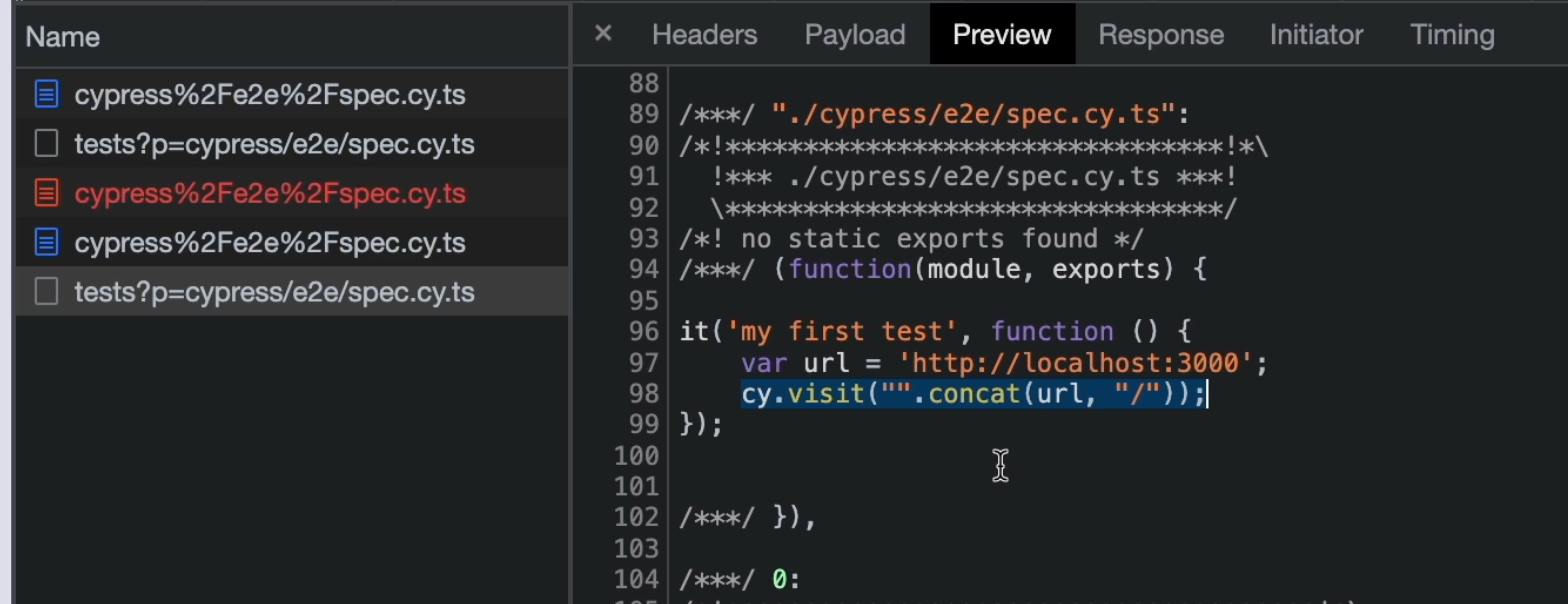 Name
cypress%2Fe2e%2Fspec.cy.ts
tests?p=cypress/e2e/spec.cy.ts
cypress%2Fe2e%2Fspec.cy.ts
cypress%2Fe2e%2Fspec.cy.ts
tests?p=cypress/e2e/spec.cy.ts
× Headers Payload Preview Response Initiator Timing
88
89 /***/ "./cypress/e2e/spec.cy.ts":
90 /*!********************************!*\
91   !*** ./cypress/e2e/spec.cy.ts ***!
92   \********************************/
93 /*! no static exports found */
94 /***/ (function(module, exports) {
95
96 it('my first test', function () {
97     var url = 'http://localhost:3000';
98     cy.visit("".concat(url, "/"));
99 });
100
101
102 /***/ }),
103
104 /***/ 0: